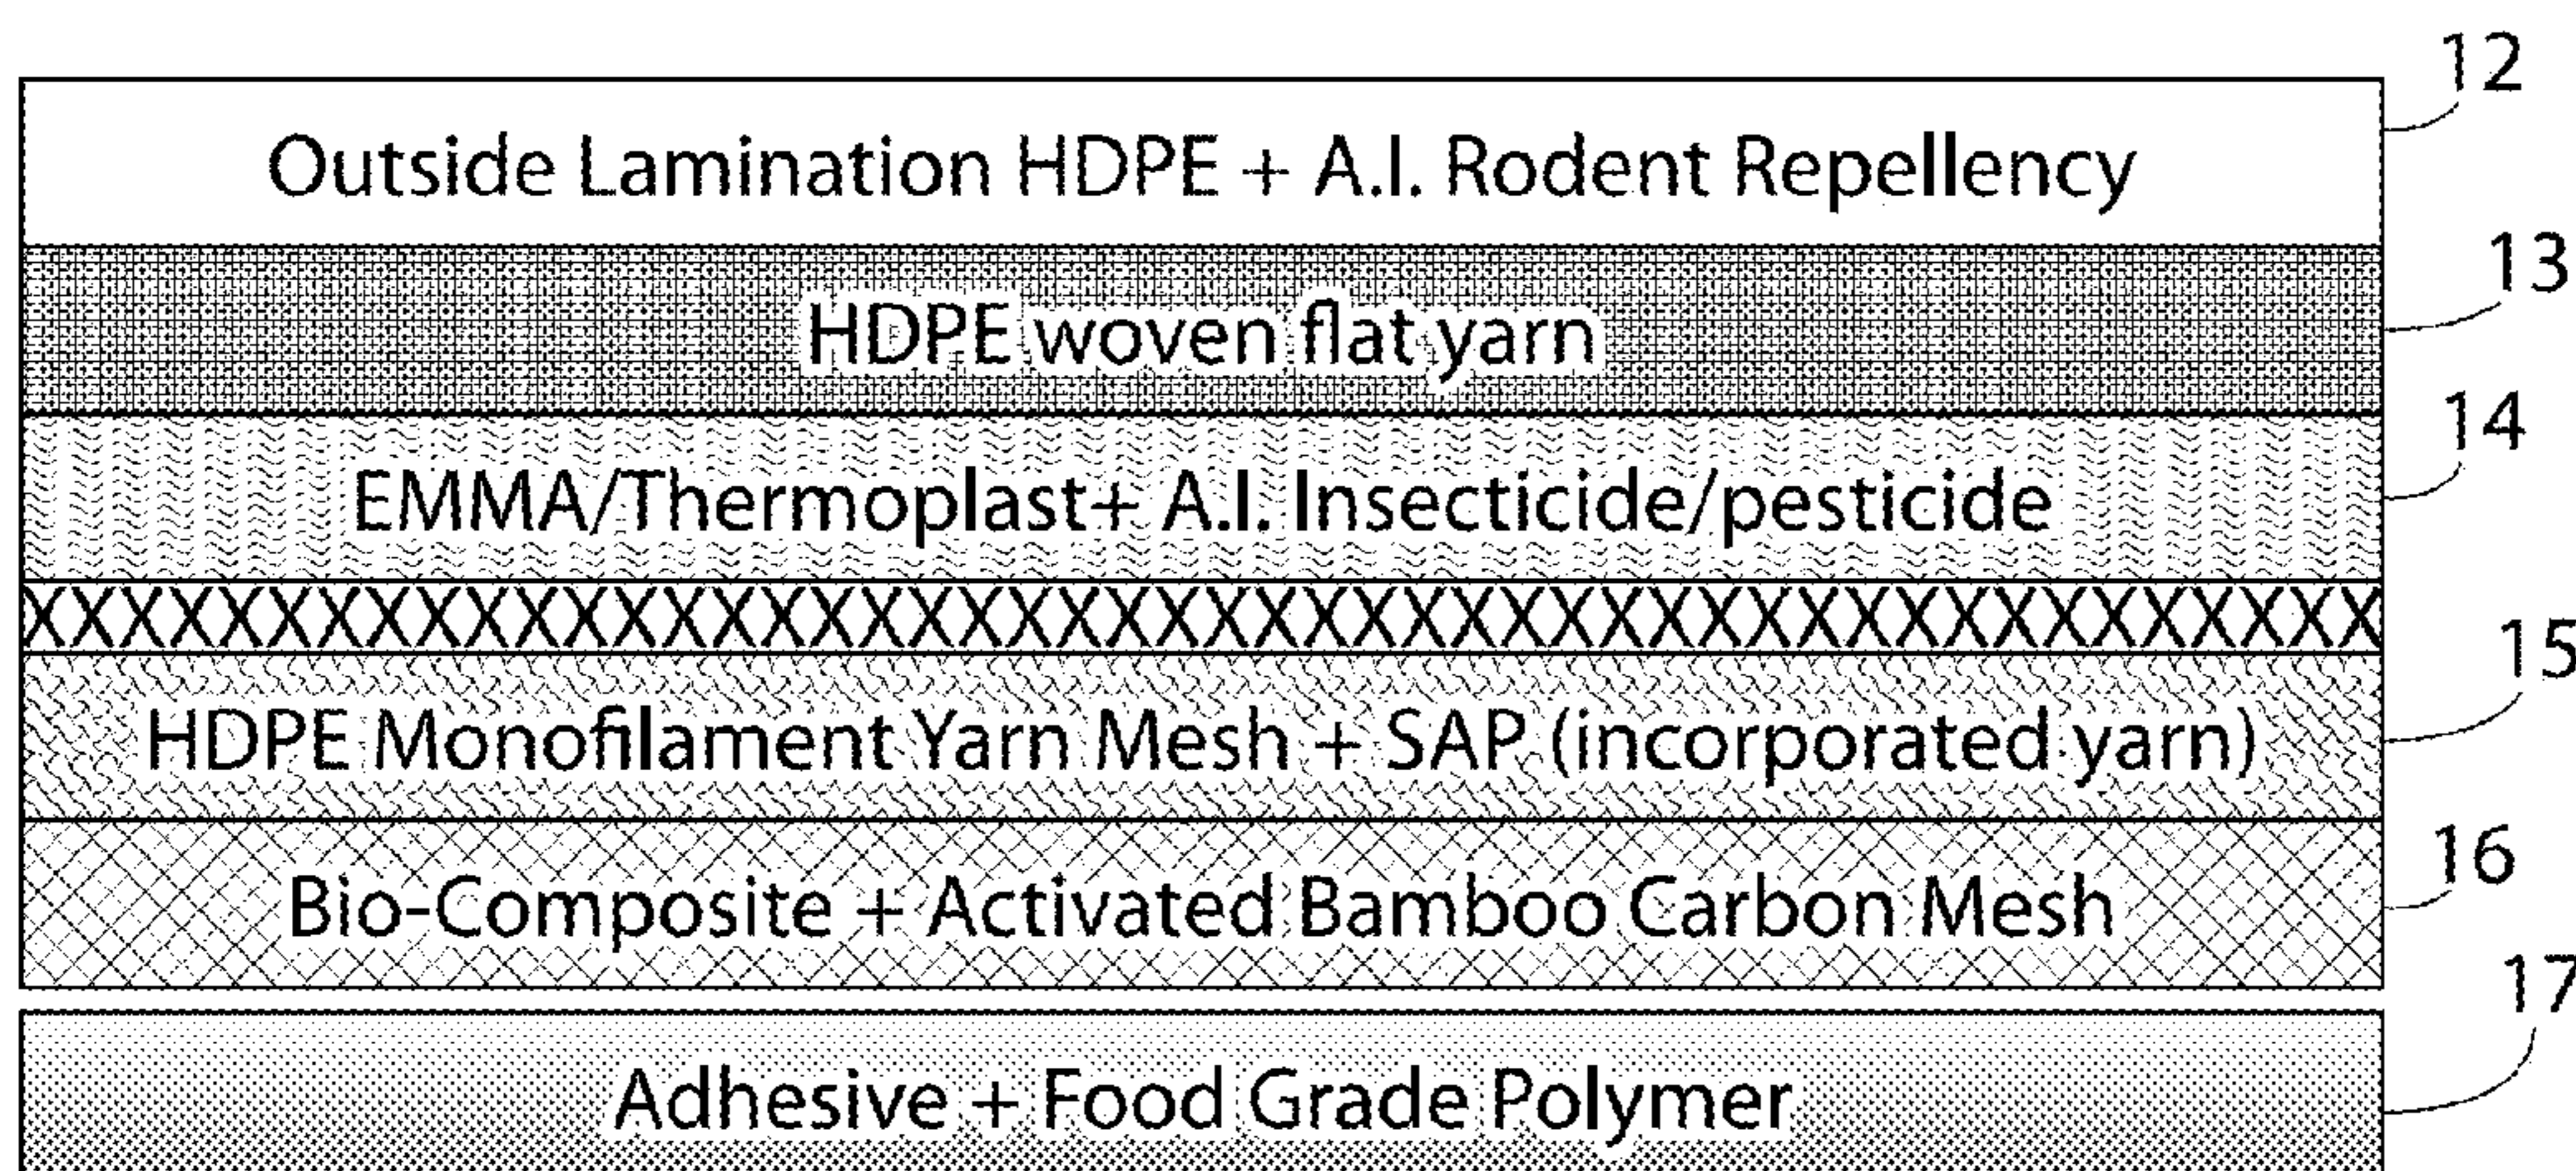 12
Outside Lamination HDPE + A.I. Rodent Repellency
13
HDPE woven flat yarn
14
EMMA/Thermoplast+ A.I. Insecticide/pesticide
XXXXXXXXXXXXXXXXXXXXXXXXXXXXXXXXXXXXXXXXXXXXXXXX
15
HDPE Monofilament Yarn Mesh + SAP (incorporated yarn)
16
Bio-Composite + Activated Bamboo Carbon Mesh
17
Adhesive + Food Grade Polymer